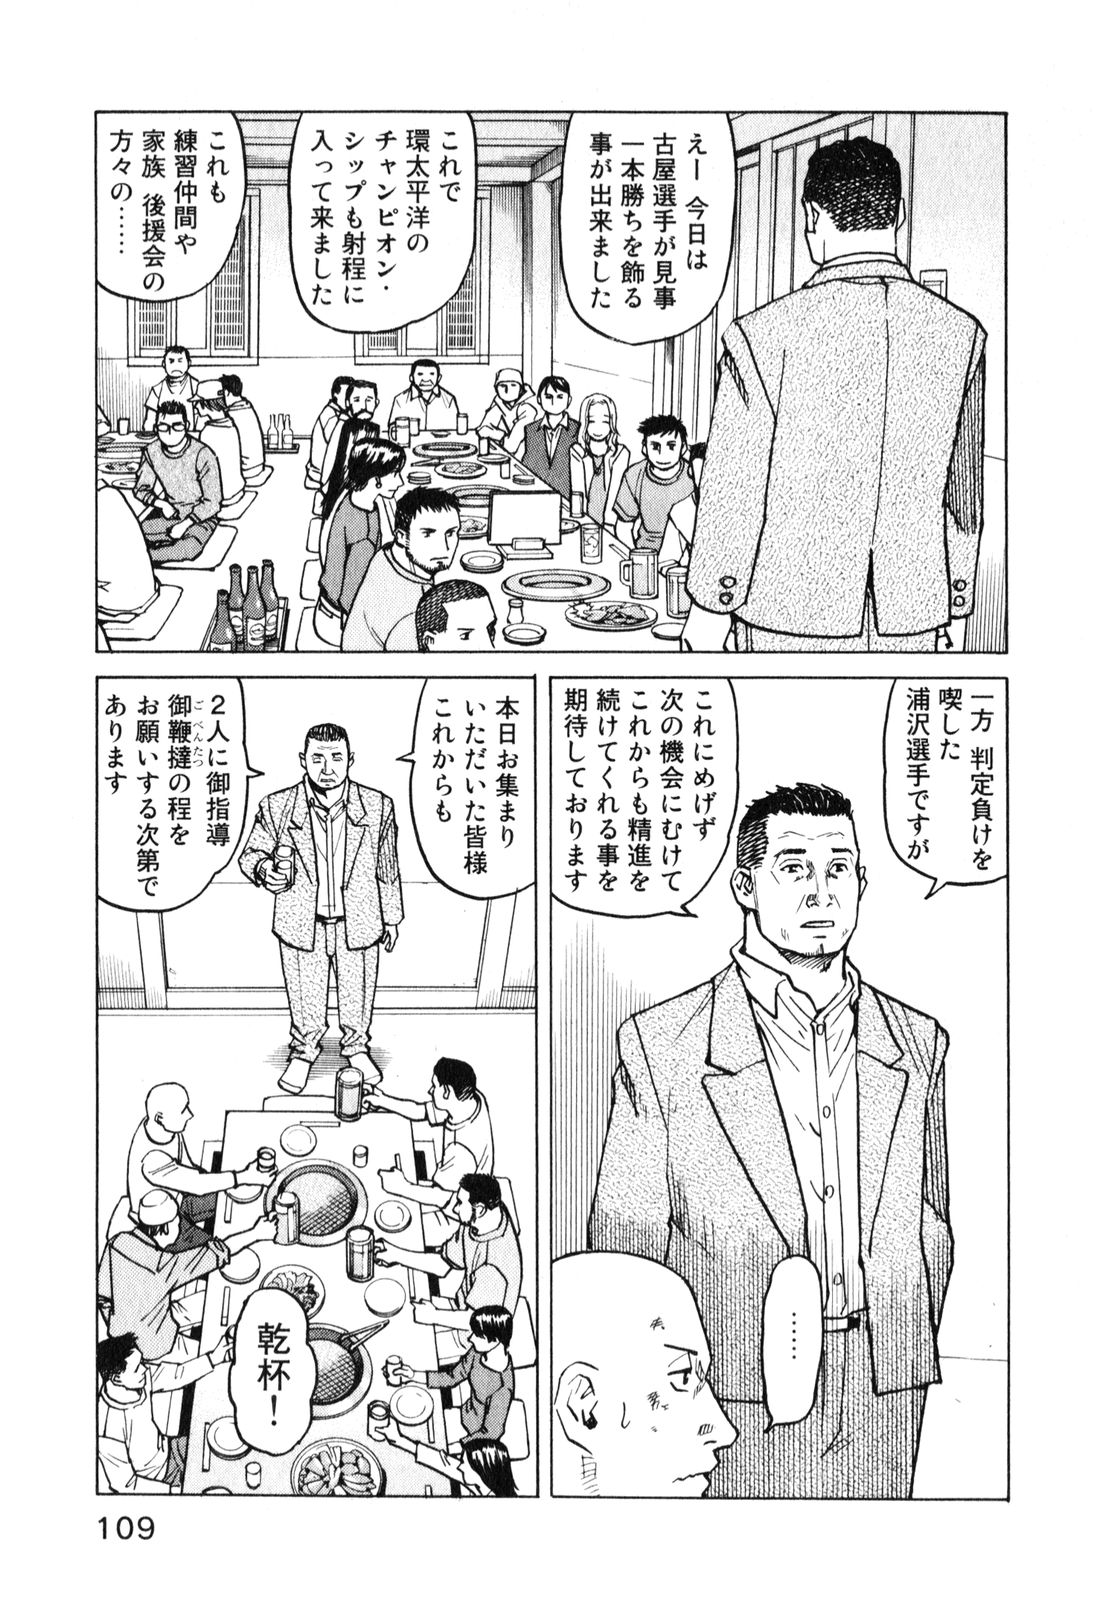 えー 今日は
古屋選手が見事
一本勝ちを飾る
事が出来ました
これで
環太平洋の
チャンピオン・
シップも射程に
入って来ました
これも
練習仲間や
家族 後援会の
方々の……
一方 判定負けを
喫した
浦沢選手ですが
これにめげず
次の機会にむけて
これからも精進を
続けてくれる事を
期待しております
……
本日お集まり
いただいた皆様
これからも
2人に御指導
御鞭撻の程を
ごべんたつ
お願いする次第で
あります
乾杯！
109